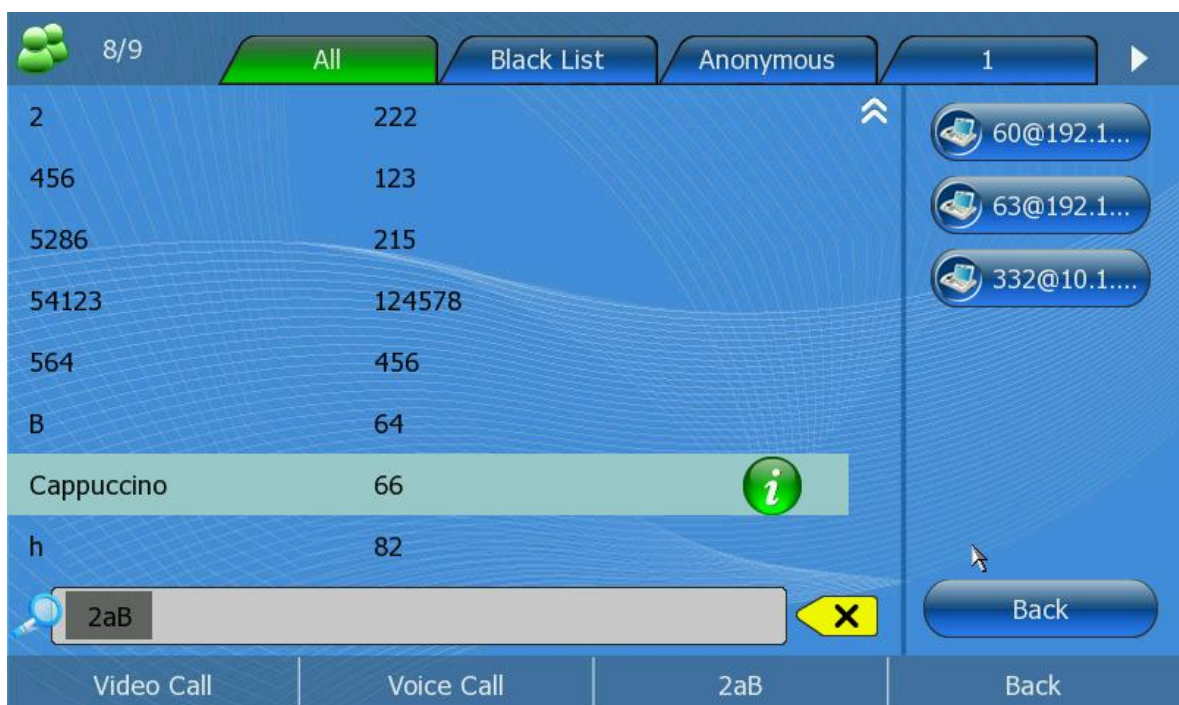 8/9 All Black List Anonymous 1
2 222
456 123
5286 215
54123 124578
564 456
B 64
Cappuccino 66 i
h 82
2aB
60@192.1...
63@192.1...
332@10.1....
Back
Video Call Voice Call 2aB Back